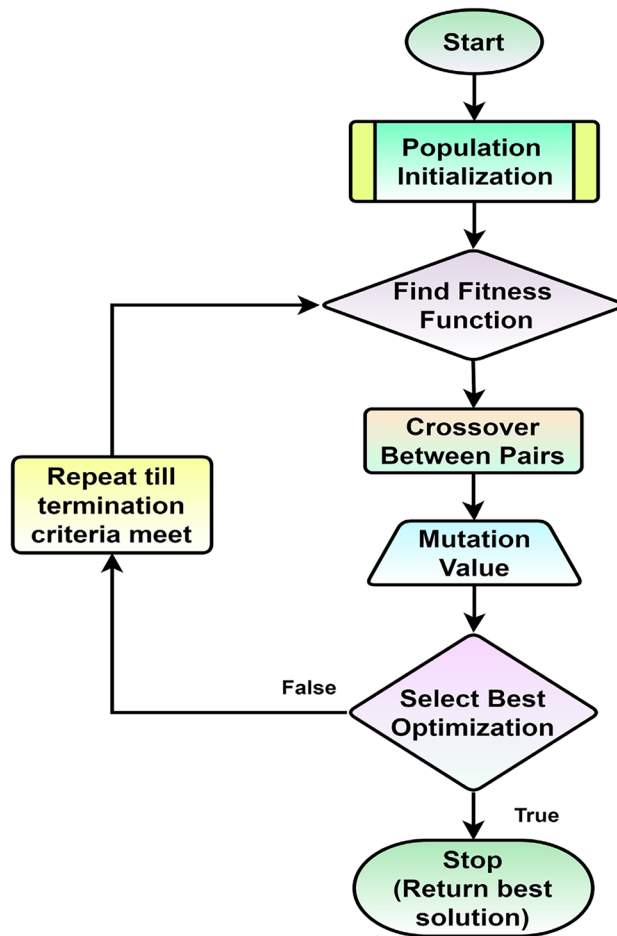 Start
Population
Initialization
Find Fitness
Function
Crossover
Between Pairs
Repeat till
termination
criteria meet
Mutation
Value
False
Select Best
Optimization
True
Stop
(Return best
solution)